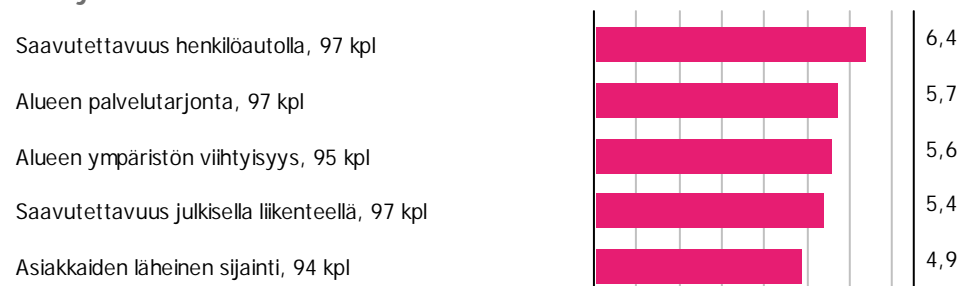 Saavutettavuus henkilöautolla, 97 kpl 6,4
Alueen palvelutarjonta, 97 kpl 5,7
Alueen ympäristön viihtyisyys, 95 kpl 5,6
Saavutettavuus julkisella liikenteellä, 97 kpl 5,4
Asiakkaiden läheinen sijainti, 94 kpl 4,9